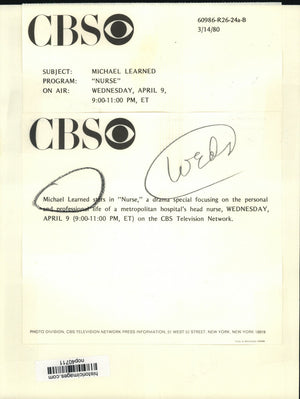 CBS
60986-R26-24a-B
3/14/80
SUBJECT: MICHAEL LEARNED
PROGRAM: "NURSE"
ON AIR: WEDNESDAY, APRIL 9,
9:00-11:00 PM, ET
CBS
Weds
Michael Learned stars in "Nurse," a drama special focusing on the personal
and professional life of a metropolitan hospital's head nurse, WEDNESDAY,
APRIL 9 (9:00-11:00 PM, ET) on the CBS Television Network.
PHOTO DIVISION, CBS TELEVISION NETWORK PRESS INFORMATION, 51 WEST 52 STREET, NEW YORK, NEW YORK 10019
historicimages.com
nop40711